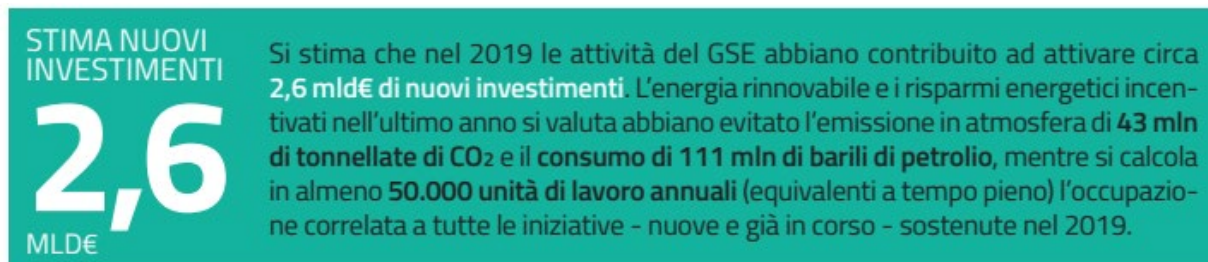 STIMA NUOVI
INVESTIMENTI
2,6
MLD€
Si stima che nel 2019 le attività del GSE abbiano contribuito ad attivare circa
2,6 mld€ di nuovi investimenti. L'energia rinnovabile e i risparmi energetici incen-
tivati nell'ultimo anno si valuta abbiano evitato l'emissione in atmosfera di 43 mln
di tonnellate di CO2 e il consumo di 111 mln di barili di petrolio, mentre si calcola
in almeno 50.000 unità di lavoro annuali (equivalenti a tempo pieno) l'occupazio-
ne correlata a tutte le iniziative - nuove e già in corso - sostenute nel 2019.